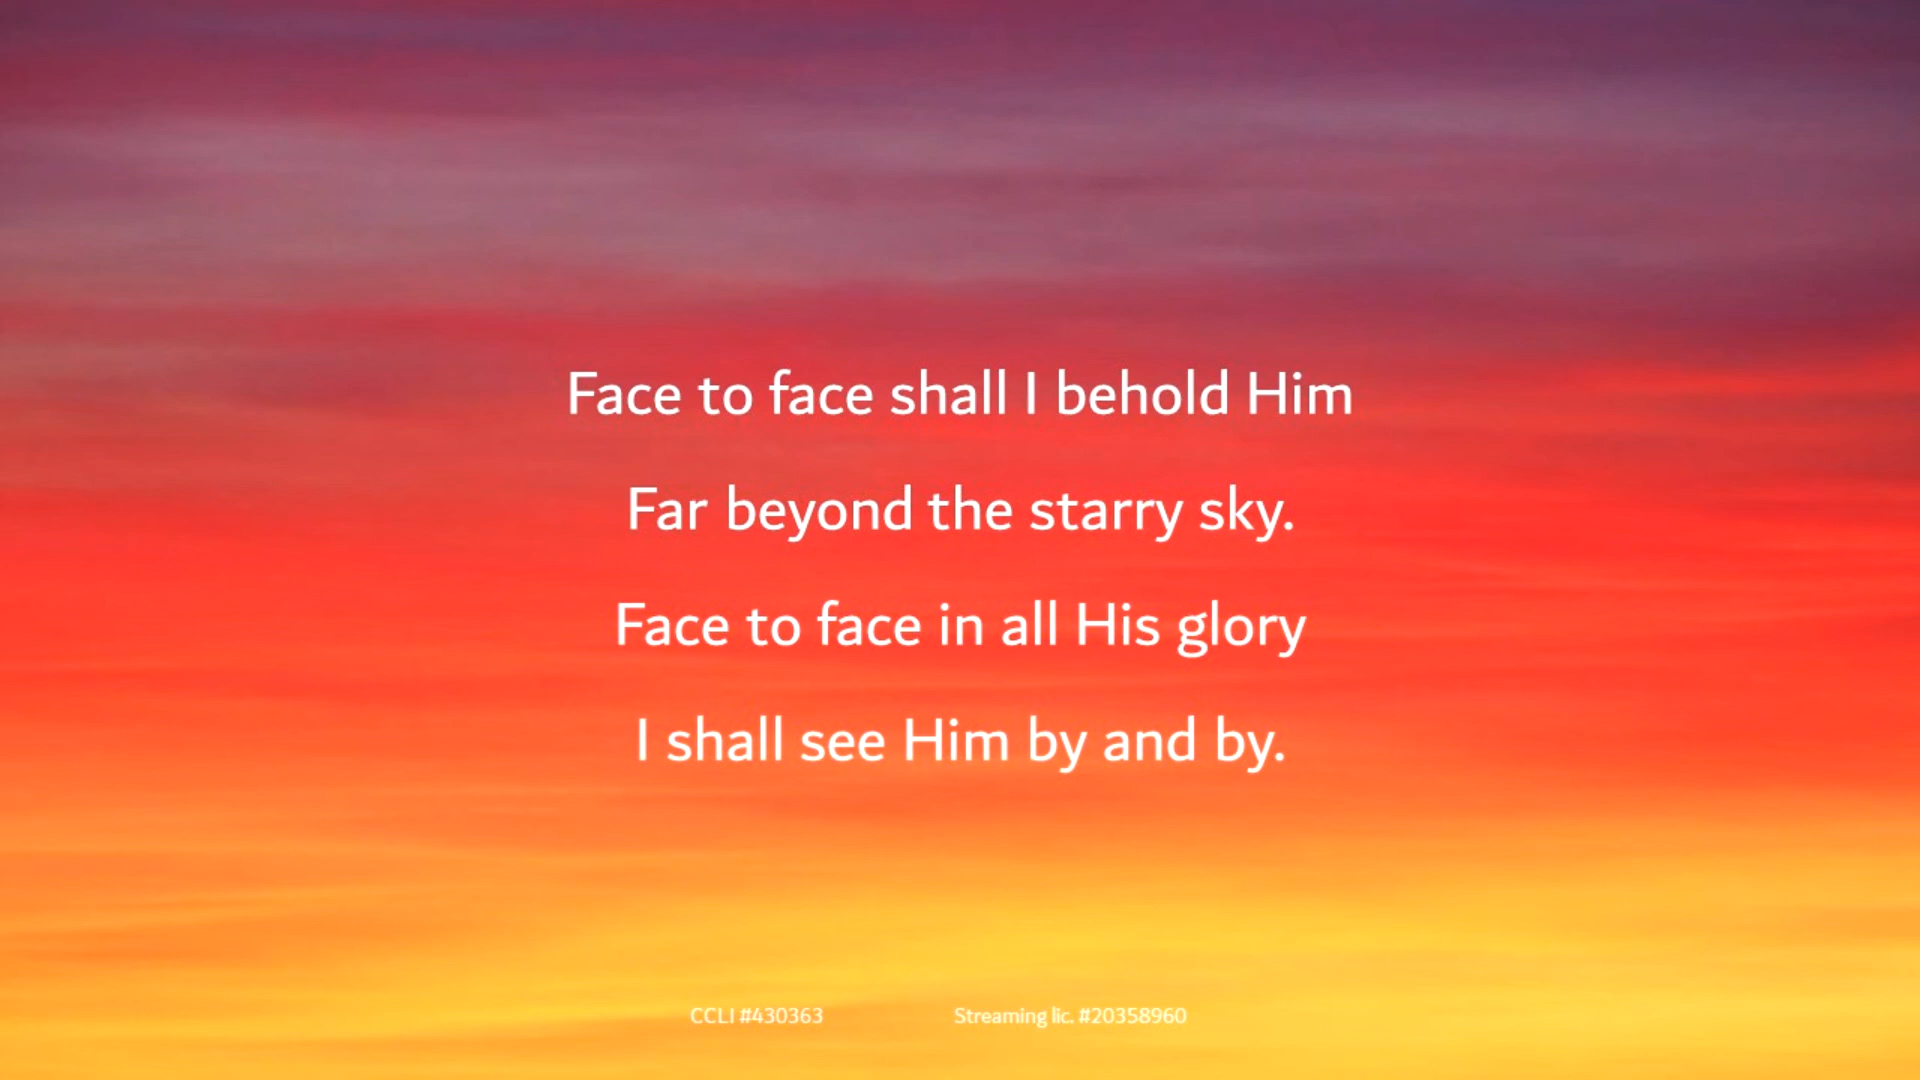 Face to face shall I behold Him
Far beyond the starry sky.
Face to face in all His glory
I shall see Him by and by.
CCLI #430363 Streaming lic. #20358960